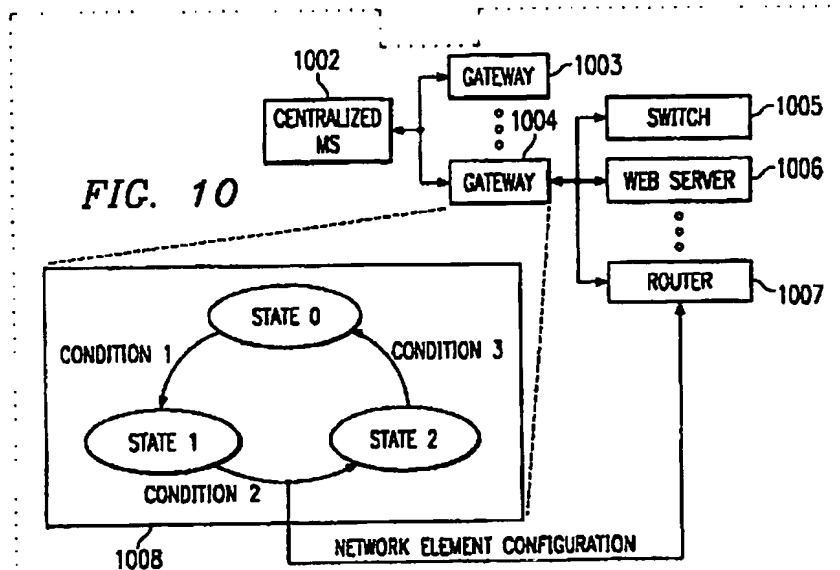 1002
CENTRALIZED
MS
GATEWAY
1003
1004
GATEWAY
SWITCH
1005
WEB SERVER
1006
ROUTER
1007
FIG. 10
STATE 0
CONDITION 1
CONDITION 3
STATE 1
STATE 2
CONDITION 2
1008
NETWORK ELEMENT CONFIGURATION